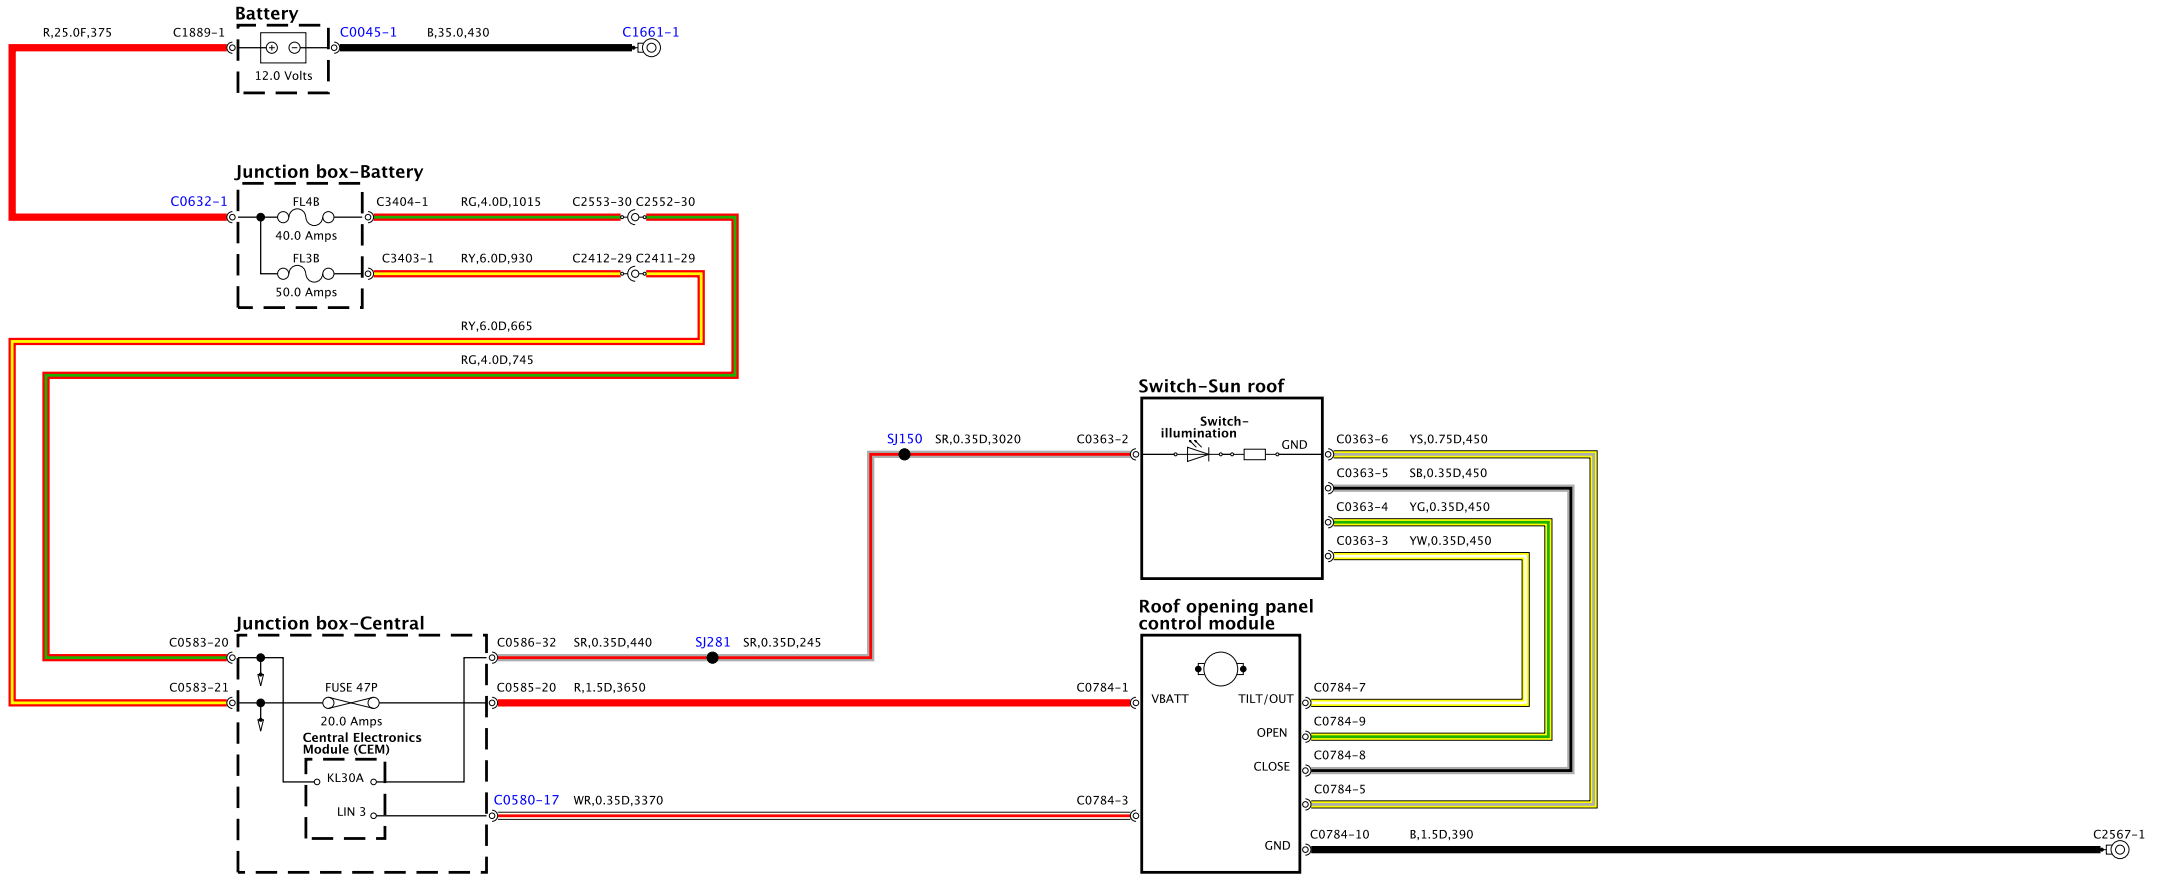 Battery
R,25.0F,375
C1889-1
C0045-1
B,35.0,430
C1661-1
12.0 Volts
Junction box-Battery
C0632-1
FL4B
C3404-1
RG,4.0D,1015
C2553-30
C2552-30
40.0 Amps
FL3B
C3403-1
RY,6.0D,930
C2412-29
C2411-29
50.0 Amps
RY,6.0D,665
RG,4.0D,745
Switch-Sun roof
SJ150
SR,0.35D,3020
C0363-2
Switch-
illumination
GND
C0363-6
YS,0.75D,450
C0363-5
SB,0.35D,450
C0363-4
YG,0.35D,450
C0363-3
YW,0.35D,450
Roof opening panel
control module
Junction box-Central
C0583-20
C0586-32
SR,0.35D,440
SJ281
SR,0.35D,245
C0583-21
FUSE 47P
C0585-20
R,1.5D,3650
C0784-1
VBATT
TILT/OUT
C0784-7
20.0 Amps
C0784-9
OPEN
Central Electronics
Module (CEM)
C0784-8
CLOSE
KL30A
C0784-5
LIN 3
C0580-17
WR,0.35D,3370
C0784-3
GND
C0784-10
B,1.5D,390
C2567-1